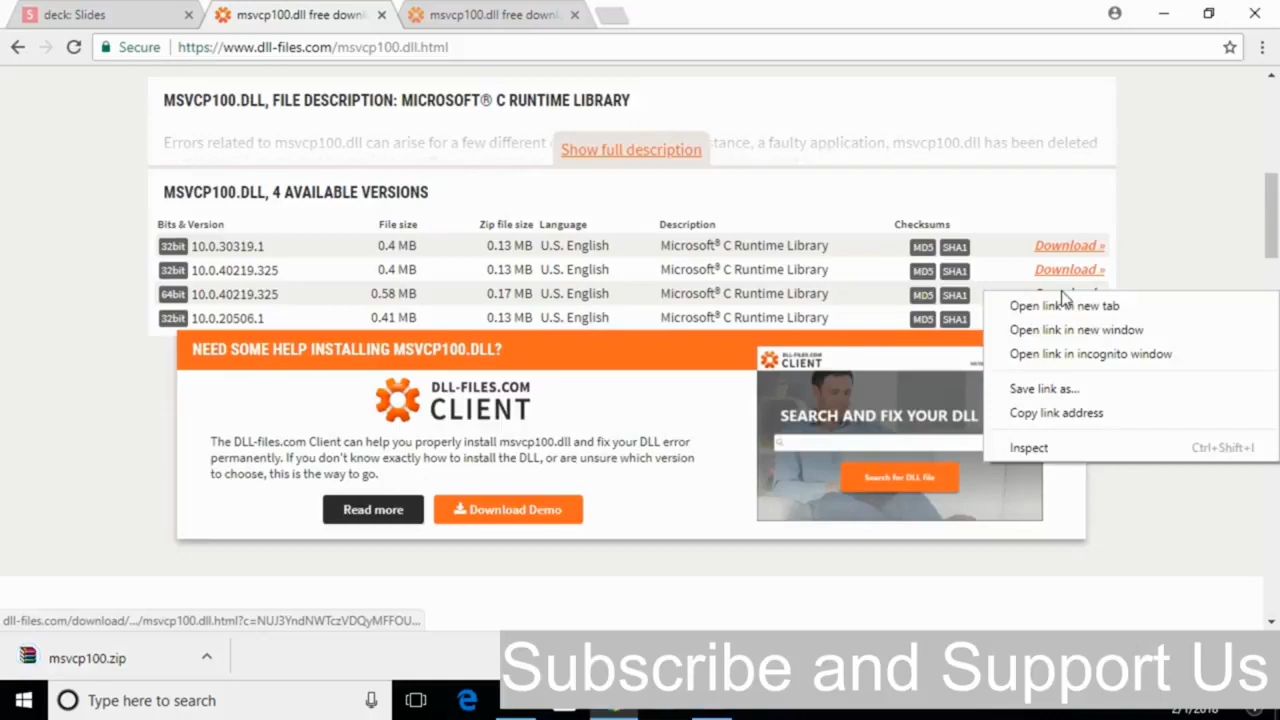 deck: Slides
msvcp100.dll free downl
msvcp100.dll free downl
Secure
https://www.dll-files.com/msvcp100.dll.html
MSVCP100.DLL, FILE DESCRIPTION: MICROSOFT® C RUNTIME LIBRARY
Errors related to msvcp100.dll can arise for a few different tance, a faulty application, msvcp100.dll has been deleted
Show full description
MSVCP100.DLL, 4 AVAILABLE VERSIONS
Bits & Version File size Zip file size Language Description Checksums
32bit 10.0.30319.1 0.4 MB 0.13 MB U.S. English Microsoft® C Runtime Library MD5 SHA1 Download »
32bit 10.0.40219.325 0.4 MB 0.13 MB U.S. English Microsoft® C Runtime Library MD5 SHA1 Download »
64bit 10.0.40219.325 0.58 MB 0.17 MB U.S. English Microsoft® C Runtime Library MD5 SHA1
32bit 10.0.20506.1 0.41 MB 0.13 MB U.S. English Microsoft® C Runtime Library MD5 SHA1
Open link in new tab
Open link in new window
Open link in incognito window
Save link as...
Copy link address
Inspect Ctrl+Shift+I
NEED SOME HELP INSTALLING MSVCP100.DLL?
DLL-FILES.COM
CLIENT
The DLL-files.com Client can help you properly install msvcp100.dll and fix your DLL error
permanently. If you don't know exactly how to install the DLL, or are unsure which version
to choose, this is the way to go.
Read more
Download Demo
DLL-FILES.COM
CLIENT
SEARCH AND FIX YOUR DLL
Search for DLL file
dll-files.com/download/.../msvcp100.dll.html?c=NUJ3YndNWTczVDQyMFFOU...
msvcp100.zip
Type here to search
Subscribe and Support Us